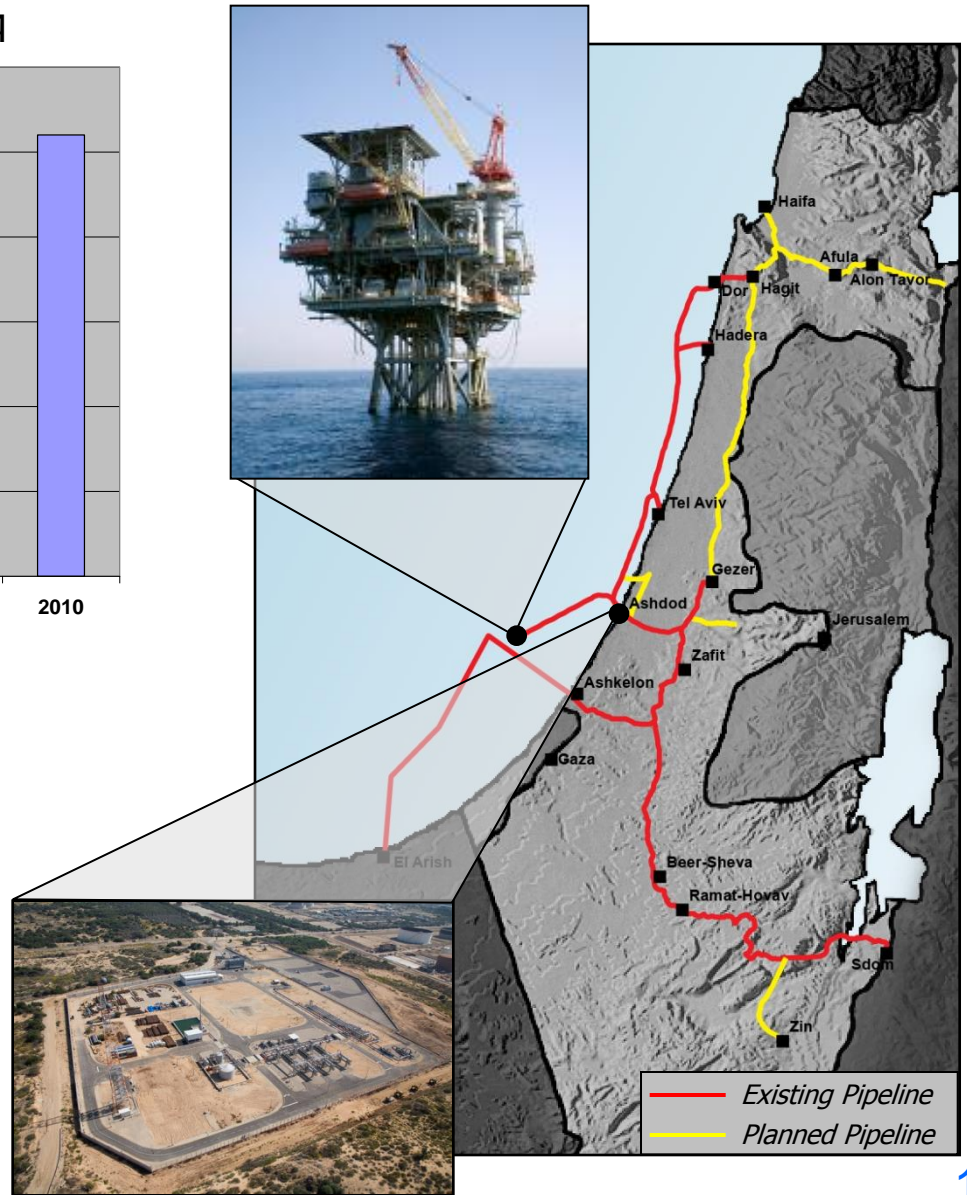 2010
Haifa
Afula
Alon Tavor
Hagit
Dor
Hadera
Tel Aviv
Gezer
Ashdod
Jerusalem
Zafit
Ashkelon
Gaza
El Arish
Beer-Sheva
Ramat-Hovav
Sdom
Zin
Existing Pipeline
Planned Pipeline